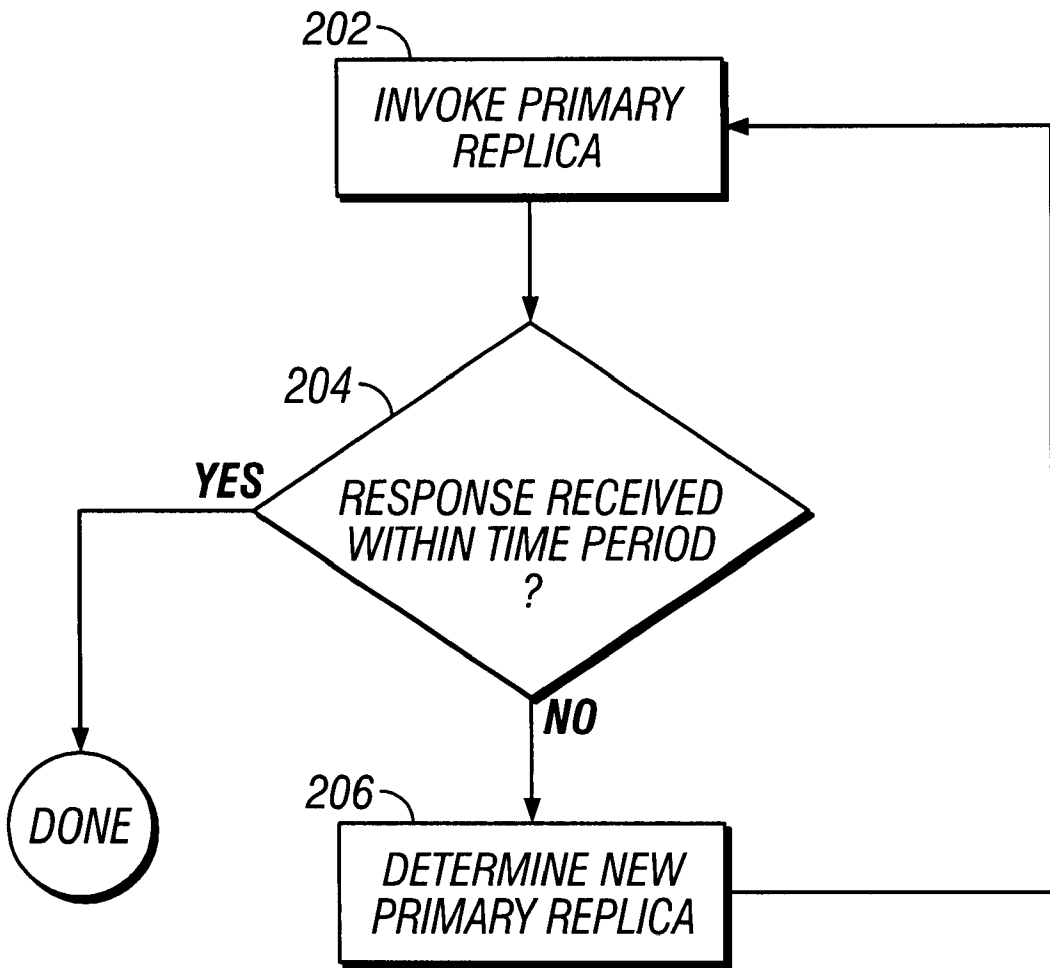 202
INVOKE PRIMARY
REPLICA
204
YES
RESPONSE RECEIVED
WITHIN TIME PERIOD
?
NO
DONE
206
DETERMINE NEW
PRIMARY REPLICA